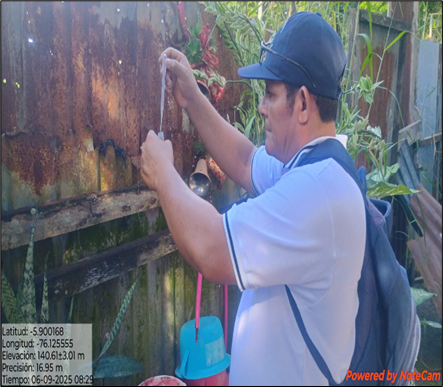 Latitud: -5.900168
Longitud: -76.125555
Elevación: 140.61±3.01 m
Precisión: 16.95 m
Tiempo: 06-09-2025 08:29
Powered by NoteCam